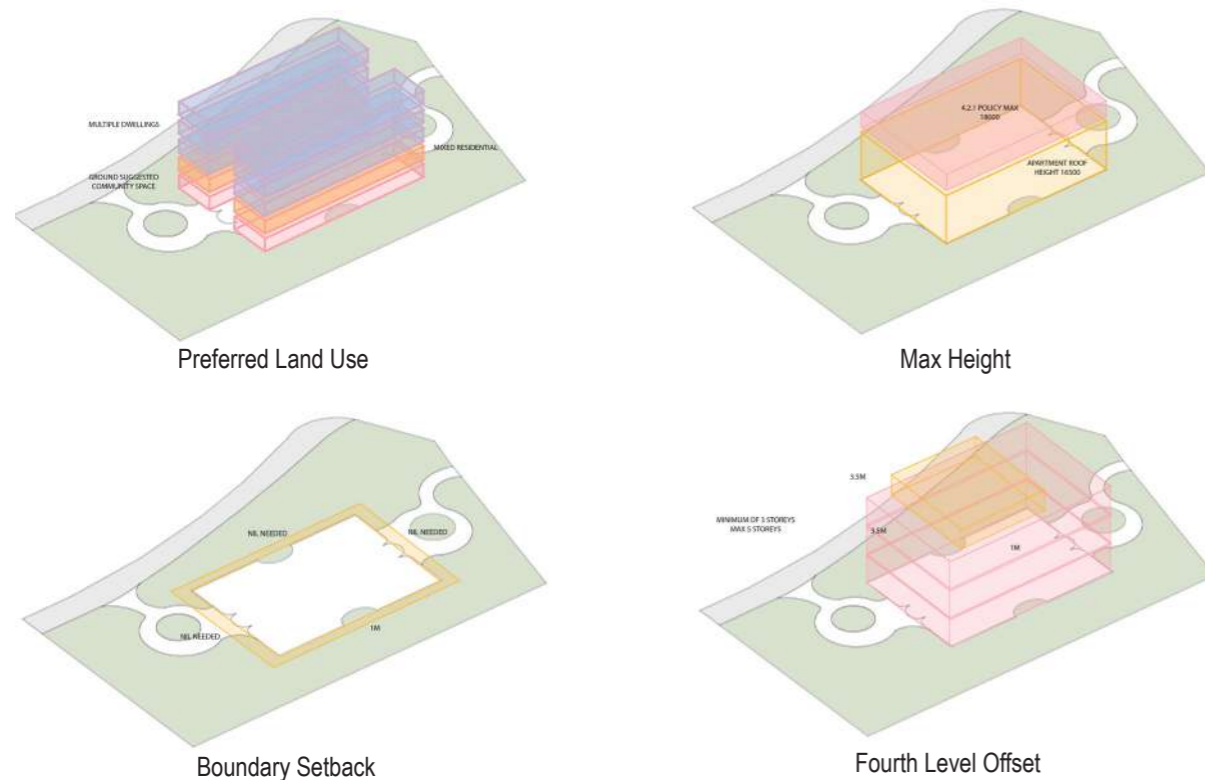 MULTIPLE DWELLINGS
MIXED RESIDENTIAL
GROUND SUGGESTED
COMMUNITY SPACE
Preferred Land Use
4.2.1 POLICY MAX
18000
APARTMENT ROOF
HEIGHT 16500
Max Height
NIL NEEDED
NIL NEEDED
NIL NEEDED
1M
Boundary Setback
3.5M
MINIMUM OF 3 STOREYS
MAX 5 STOREYS
3.5M
1M
Fourth Level Offset